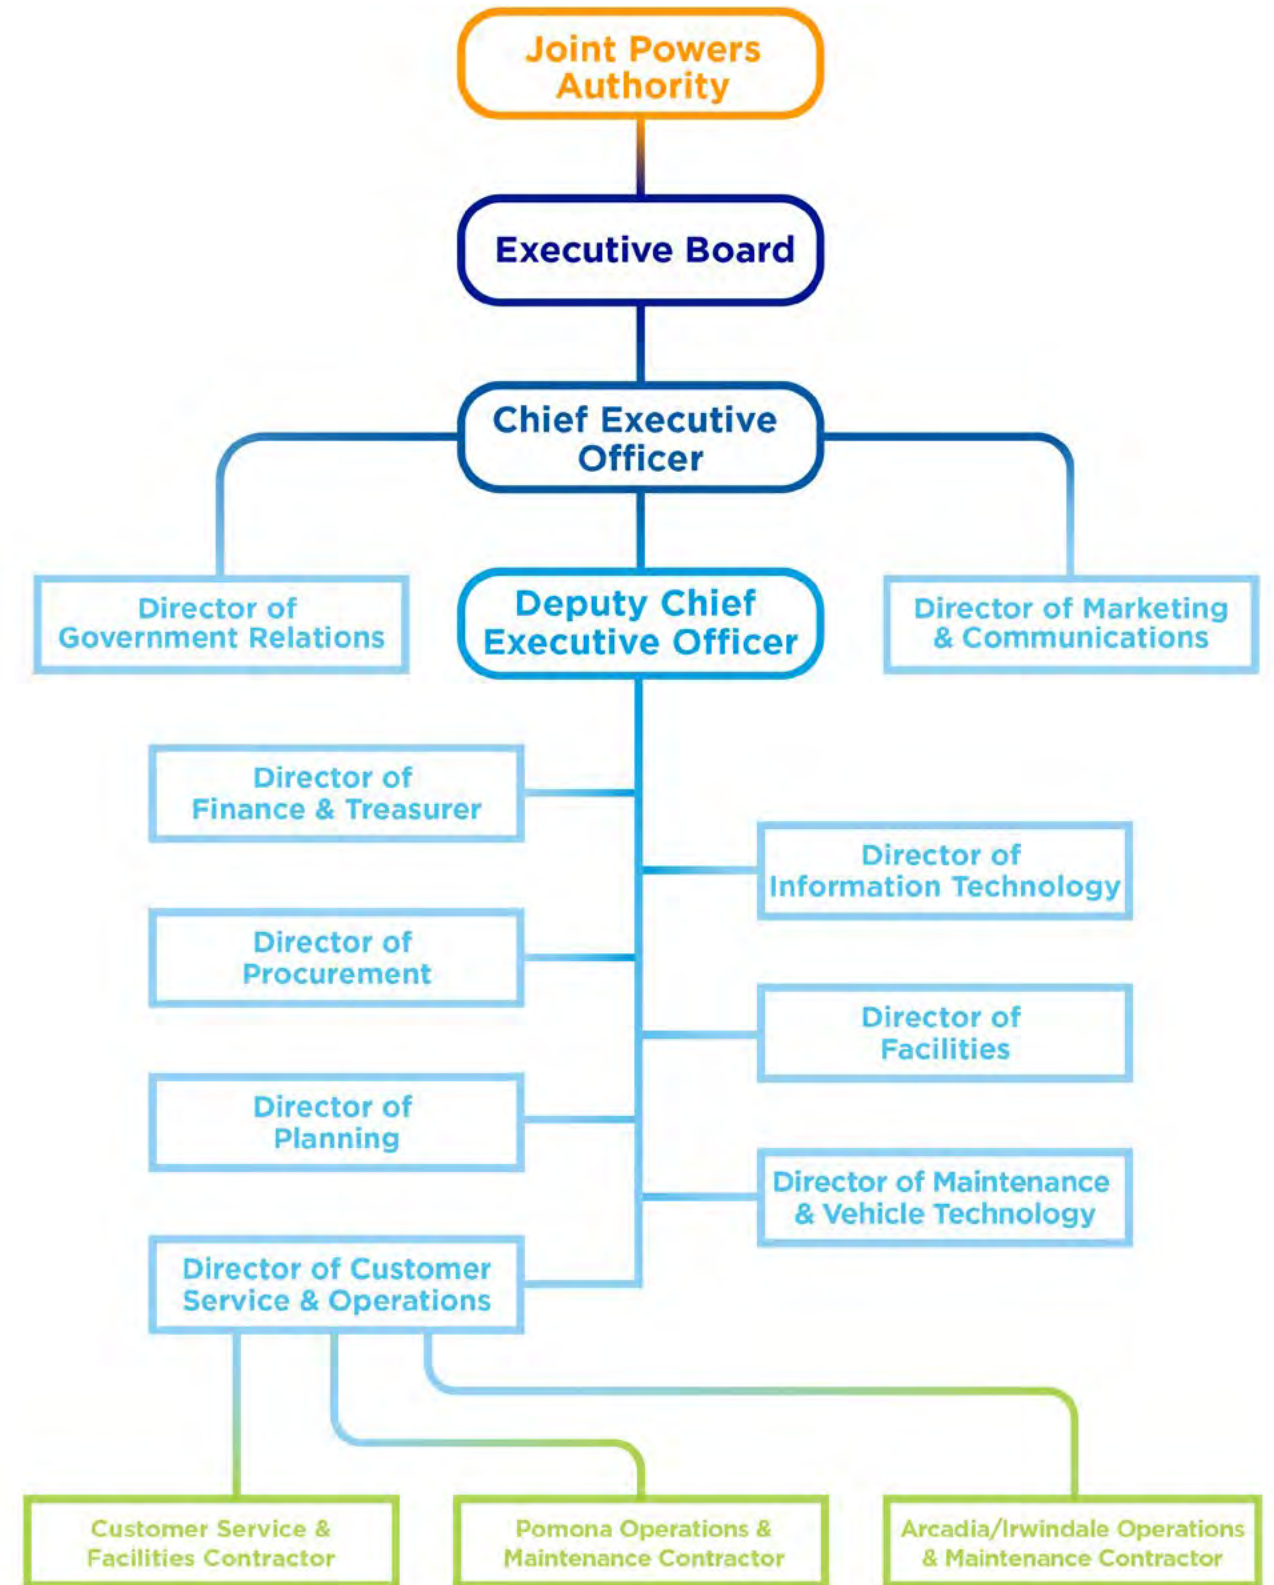 Joint Powers
Authority
Executive Board
Chief Executive
Officer
Director of
Government Relations
Deputy Chief
Executive Officer
Director of Marketing
& Communications
Director of
Finance & Treasurer
Director of
Information Technology
Director of
Procurement
Director of
Facilities
Director of
Planning
Director of Maintenance
& Vehicle Technology
Director of Customer
Service & Operations
Customer Service &
Facilities Contractor
Pomona Operations &
Maintenance Contractor
Arcadia/Irwindale Operations
& Maintenance Contractor